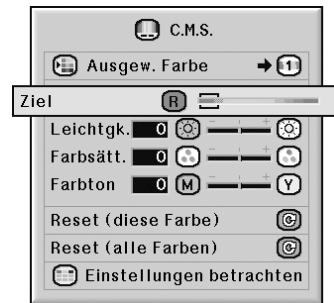 C.M.S.
Ausgew. Farbe 1
Ziel R
Leichtgk. 0 - +
Farbsätt. 0 - +
Farbton 0 M - + Y
Reset (diese Farbe)
Reset (alle Farben)
Einstellungen betrachten